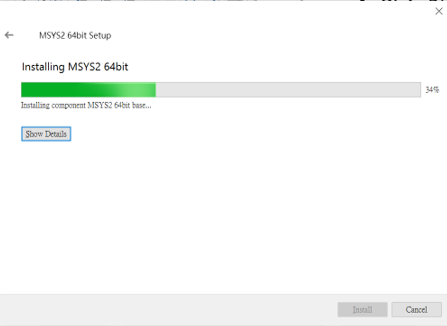 MSYS2 64bit Setup
Installing MSYS2 64bit
34%
Installing component MSYS2 64bit base...
Show Details
Install
Cancel